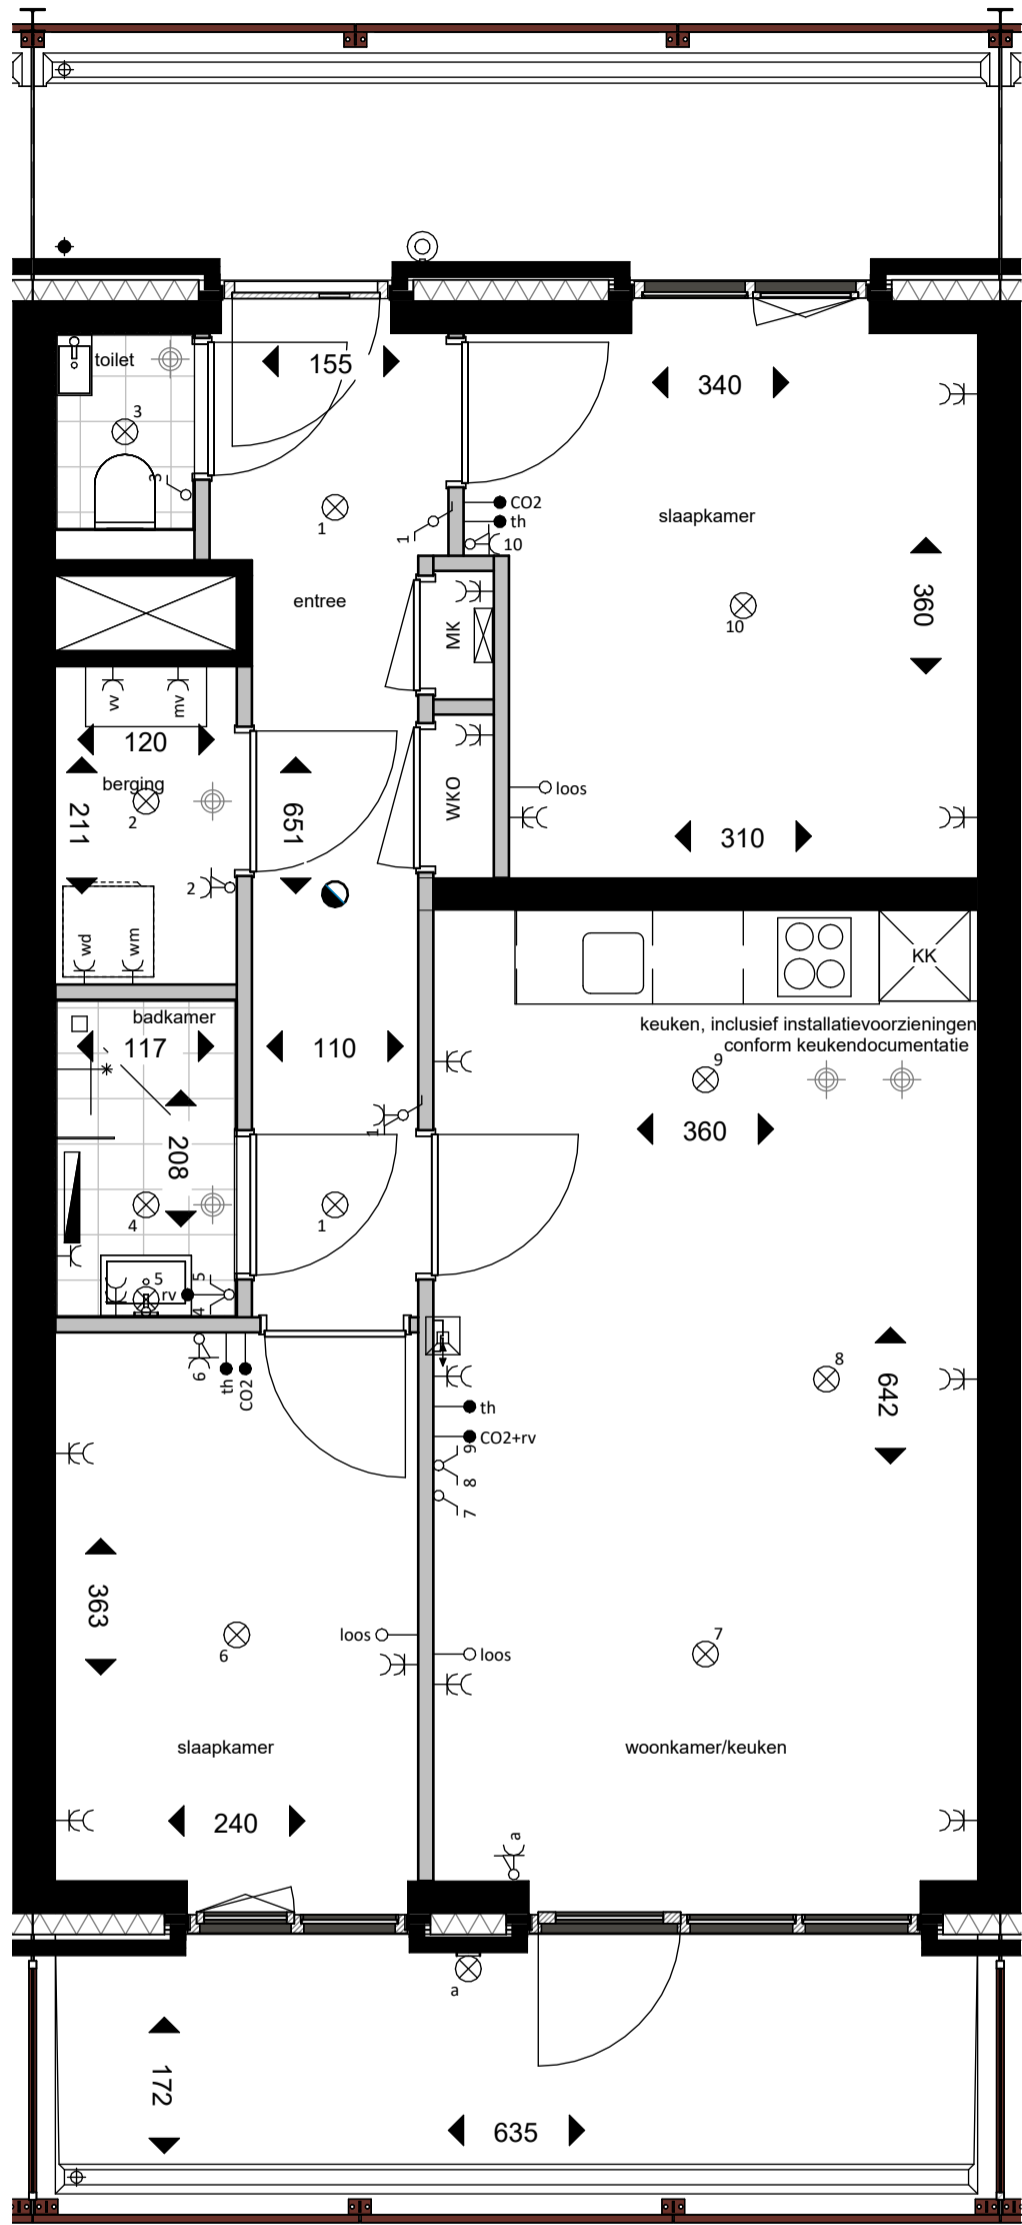 toilet
155
340
3
3
1
1
CO2
th
10
slaapkamer
entree
10
360
MK
vv
mv
120
berging
2
211
651
WKO
loos
310
2
wp
wm
badkamer
117
110
KK
keuken, inclusief installatievoorzieningen
conform keukendocumentatie
9
360
1
208
4
1
5
rv
5
4
6
th
CO2
8
642
th
CO2+rv
9
8
7
363
6
loos
loos
7
slaapkamer
woonkamer/keuken
240
a
a
172
635